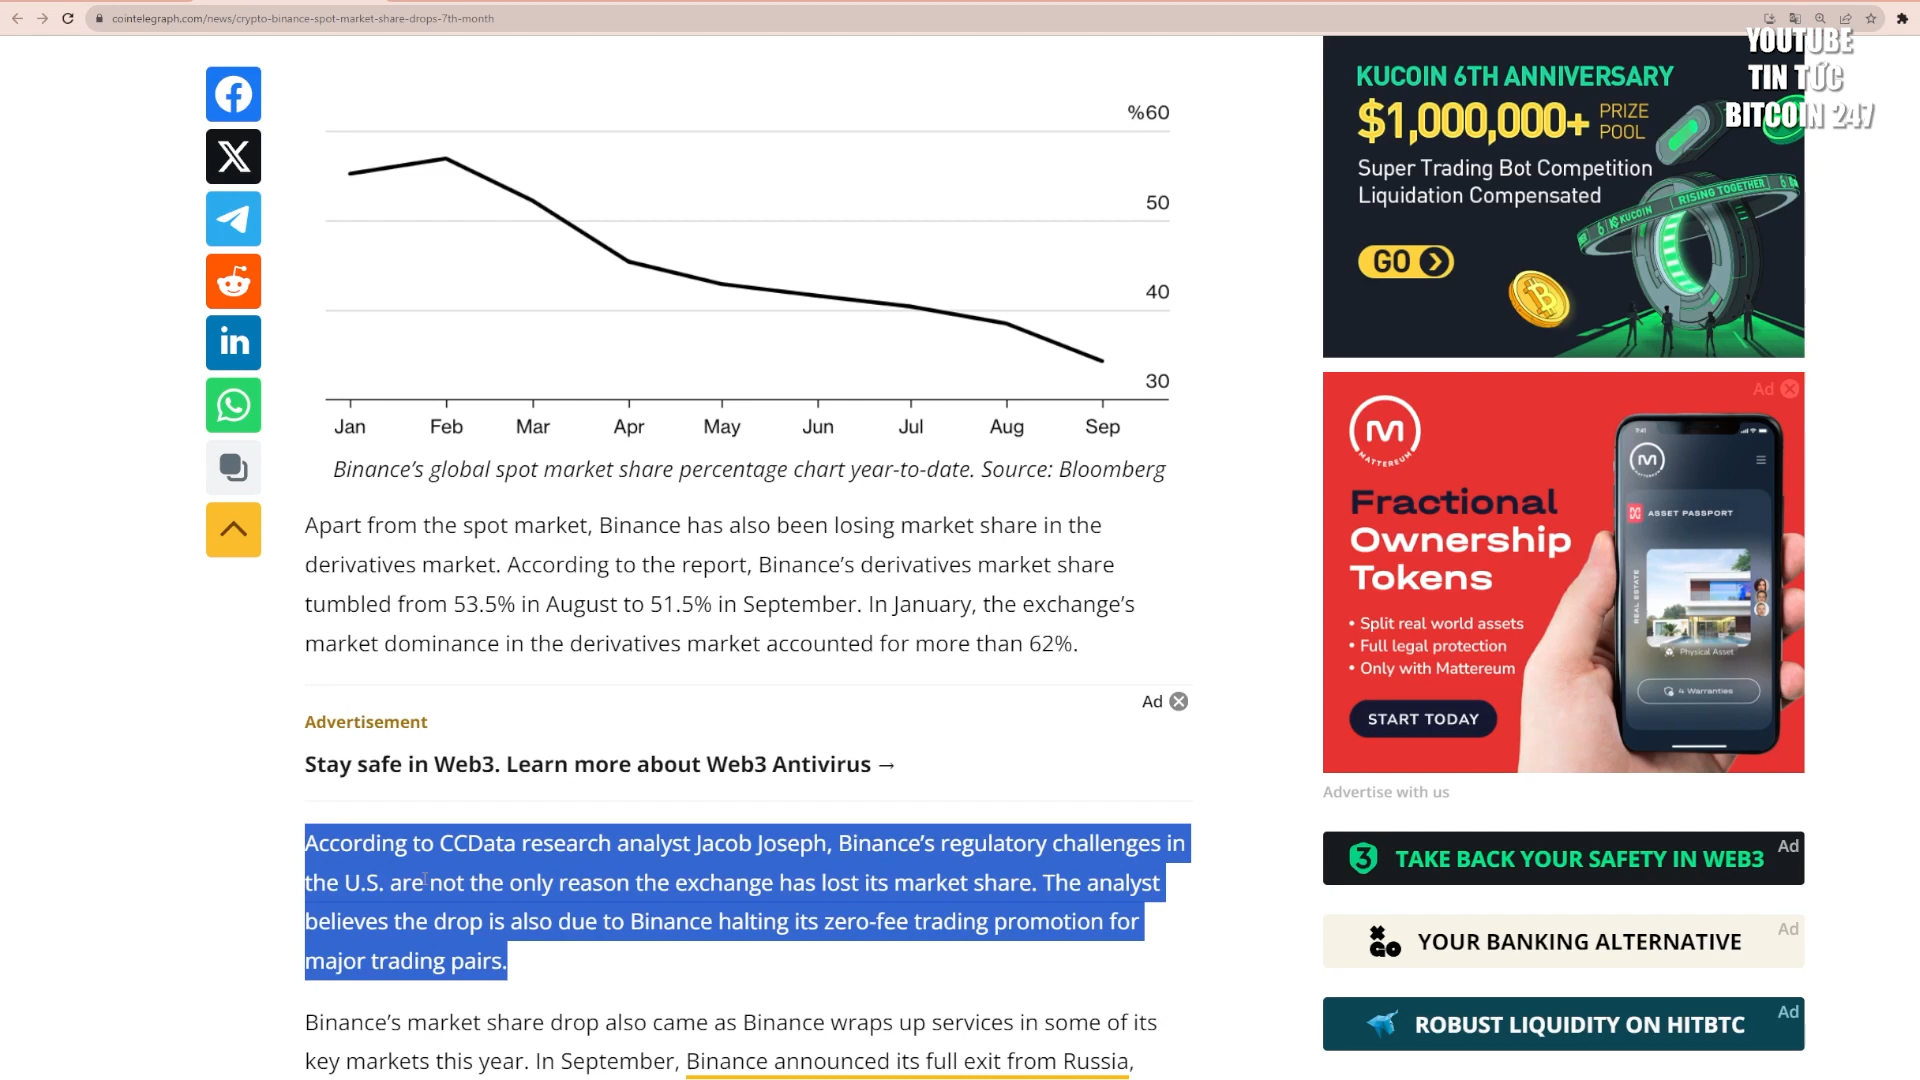 cointelegraph.com/news/crypto-binance-spot-market-share-drops-7th-month
YOUTUBE
TIN TỨC
BITCOIN 247
%60
50
40
30
Jan Feb Mar Apr May Jun Jul Aug Sep
Binance’s global spot market share percentage chart year-to-date. Source: Bloomberg
Apart from the spot market, Binance has also been losing market share in the
derivatives market. According to the report, Binance’s derivatives market share
tumbled from 53.5% in August to 51.5% in September. In January, the exchange’s
market dominance in the derivatives market accounted for more than 62%.
Ad
Advertisement
Stay safe in Web3. Learn more about Web3 Antivirus →
According to CCData research analyst Jacob Joseph, Binance’s regulatory challenges in
the U.S. are not the only reason the exchange has lost its market share. The analyst
believes the drop is also due to Binance halting its zero-fee trading promotion for
major trading pairs.
Binance’s market share drop also came as Binance wraps up services in some of its
key markets this year. In September, Binance announced its full exit from Russia,
KUCOIN 6TH ANNIVERSARY
$1,000,000+ PRIZE
POOL
Super Trading Bot Competition
Liquidation Compensated
GO
KUCOIN RISING TOGETHER
Ad
MATTEREUM
Fractional
Ownership
Tokens
• Split real world assets
• Full legal protection
• Only with Mattereum
START TODAY
ASSET PASSPORT
REAL ESTATE
Physical Asset
4 Warranties
Advertise with us
TAKE BACK YOUR SAFETY IN WEB3
Ad
GO YOUR BANKING ALTERNATIVE
Ad
ROBUST LIQUIDITY ON HITBTC
Ad